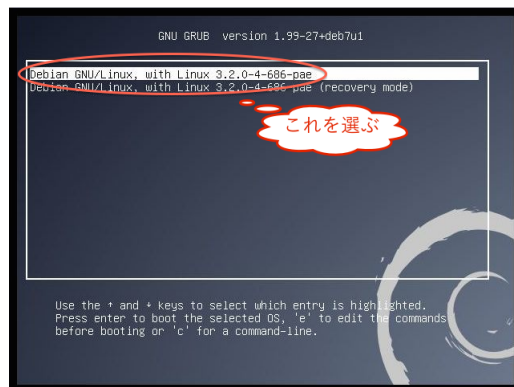 GNU GRUB version 1.99-27+deb7u1
Debian GNU/Linux, with Linux 3.2.0-4-686-pae
Debian GNU/Linux, with Linux 3.2.0-4-686-pae (recovery mode)
これを選ぶ
Use the ↑ and ↓ keys to select which entry is highlighted.
Press enter to boot the selected OS, 'e' to edit the commands
before booting or 'c' for a command-line.